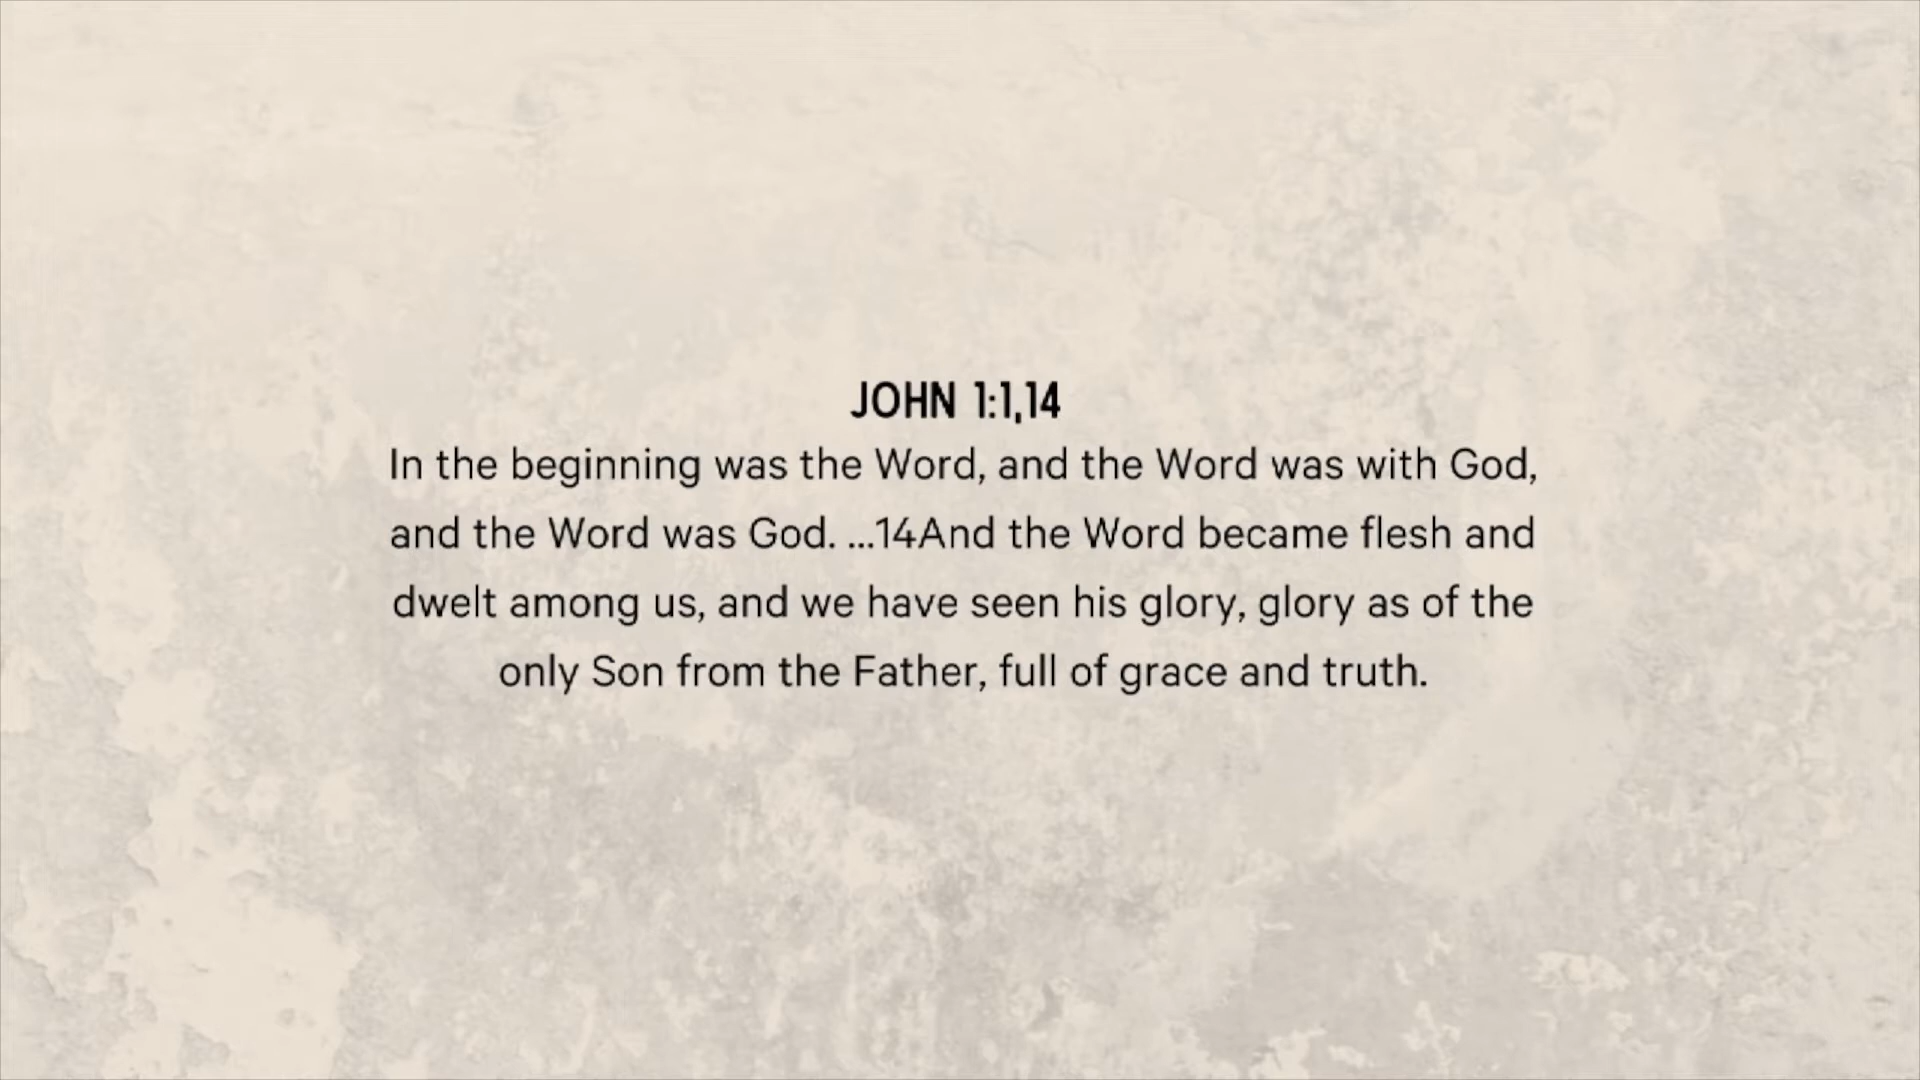 JOHN 1:1,14
In the beginning was the Word, and the Word was with God,
and the Word was God. ...14And the Word became flesh and
dwelt among us, and we have seen his glory, glory as of the
only Son from the Father, full of grace and truth.